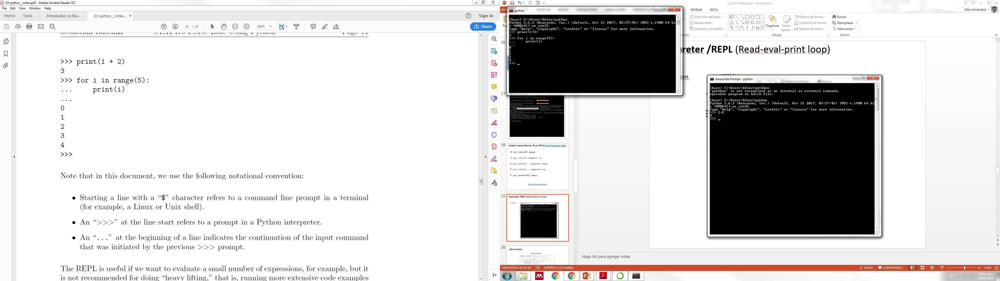 03-python__notes.pdf - Adobe Acrobat Reader DC
File Edit View Window Help
Home Tools Introduction to Ma... 03-python__notes.... × Sign In
11 / 17 195% Share
Sebastian Raschka STAT479 FS19. L03: Using Python Page 11
>>> print(1 + 2)
3
>>> for i in range(5):
... print(i)
...
0
1
2
3
4
>>>
Note that in this document, we use the following notational convention:
• Starting a line with a “$” character refers to a command line prompt in a terminal
(for example, a Linux or Unix shell).
• An “>>>” at the line start refers to a prompt in a Python interpreter.
• An “...” at the beginning of a line indicates the continuation of the input command
that was initiated by the previous >>> prompt.
The REPL is useful if we want to evaluate a small number of expressions, for example, but it
is not recommended for doing “heavy lifting,” that is, running more extensive code examples
2_SOFTWARE.pptx - PowerPoint
REVISAR VISTA
Edier Aristizabal
Dirección del texto
Alinear texto
Convertir a SmartArt
Organizar
Estilos
rápidos
Relleno de forma
Contorno de forma
Efectos de forma
Dibujo
Buscar
Reemplazar
Seleccionar
Edición
python
(base) C:\Users\Edier>python
Python 3.6.3 |Anaconda, Inc.| (default, Oct 15 2017, 03:27:45) [MSC v.1900 64 bi
t (AMD64)] on win32
Type "help", "copyright", "credits" or "license" for more information.
>>> print(1+2)
3
>>> for i in range(5):
... print(i)
...
0
1
2
3
4
>>> _
16
17
18
Instalar nuevas librerías → con PIP (Python Packaging Index)
$ pip install numpy
$ pip install numpy=1.15
$ pip install --upgrade numpy
$ pip install --upgrade pip
$ pip uninstall numpy
19
Interpreter /REPL (Read-eval-print loop)
20
IDEs for Python
reter /REPL (Read-eval-print loop)
on
Anaconda Prompt - python
(base) C:\Users\Edier>pythhon
'pythhon' is not recognized as an internal or external command,
operable program or batch file.
(base) C:\Users\Edier>python
Python 3.6.3 |Anaconda, Inc.| (default, Oct 15 2017, 03:27:45) [MSC v.1900 64 bi
t (AMD64)] on win32
Type "help", "copyright", "credits" or "license" for more information.
>>> 2+2
4
>>> _
Haga clic para agregar notas
DIAPOSITIVA 19 DE 28 ESPAÑOL (COLOMBIA) NOTAS COMENTARIOS 110%
ES
10:25 a.m.
19/09/2019